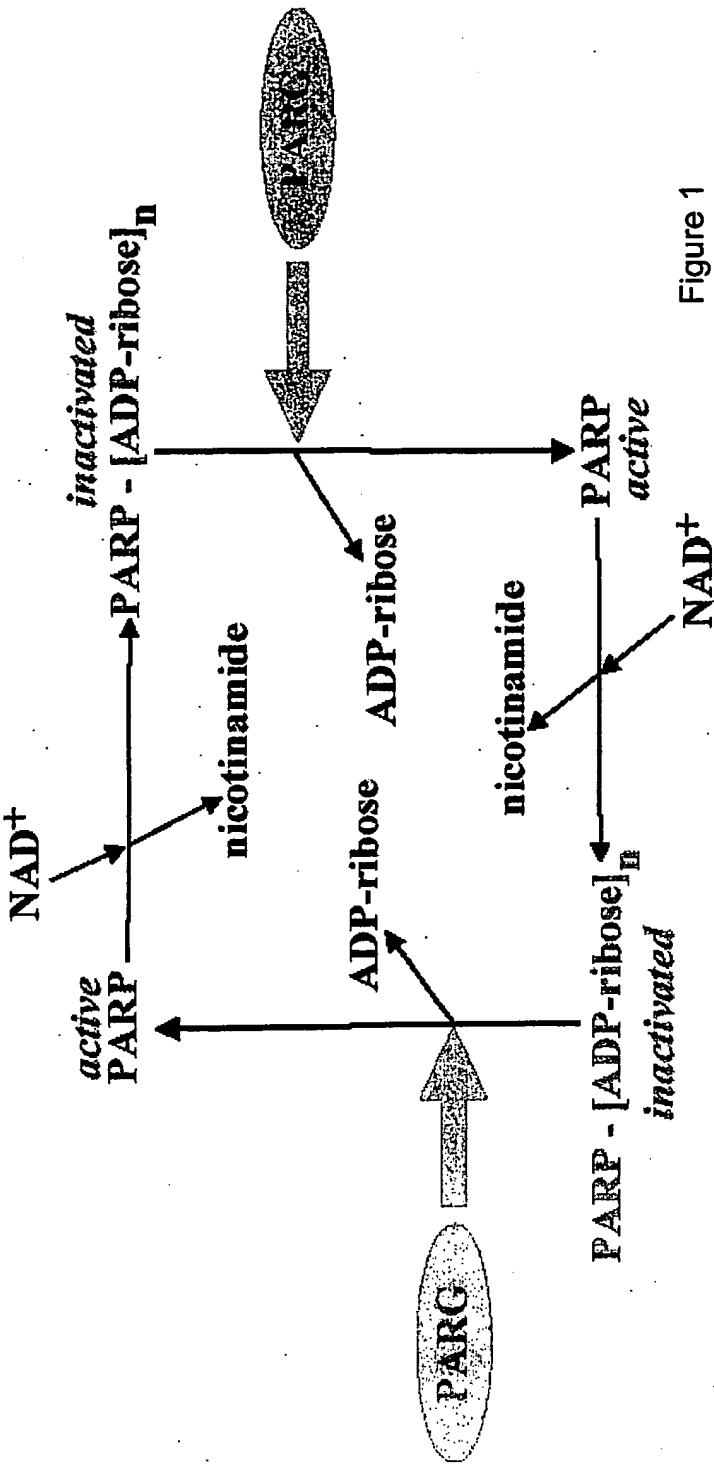 NAD+
active
PARP
inactivated
PARP - [ADP-ribose]n
nicotinamide
PARG
ADP-ribose
ADP-ribose
PARG
nicotinamide
PARP - [ADP-ribose]n
inactivated
PARP
active
NAD+
Figure 1